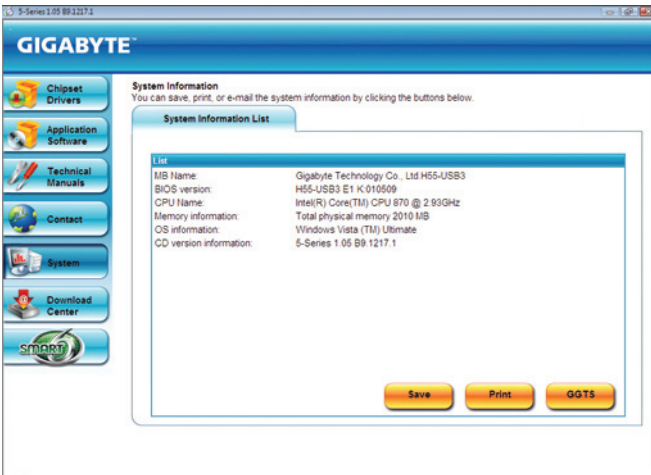 5-Series 1.05 B9.1217.1
GIGABYTE™
Chipset
Drivers
Application
Software
Technical
Manuals
Contact
System
Download
Center
SMART
System Information
You can save, print, or e-mail the system information by clicking the buttons below.
System Information List
List
MB Name: Gigabyte Technology Co., Ltd.H55-USB3
BIOS version: H55-USB3 E1 K:010509
CPU Name: Intel(R) Core(TM) CPU 870 @ 2.93GHz
Memory information: Total physical memory 2010 MB
OS information: Windows Vista (TM) Ultimate
CD version information: 5-Series 1.05 B9.1217.1
Save Print GGTS